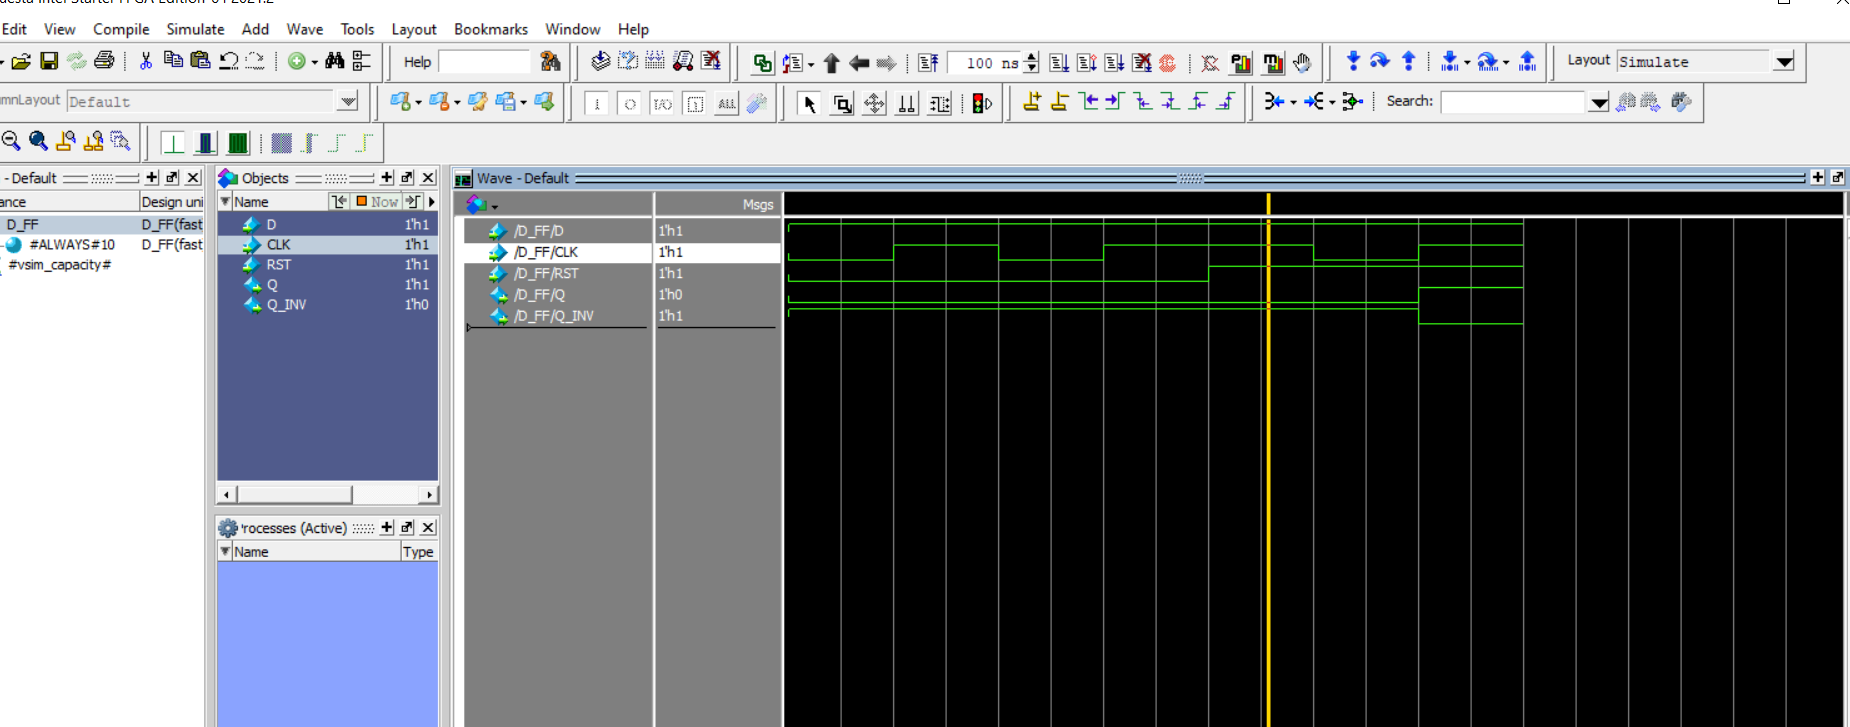 Edit View Compile Simulate Add Wave Tools Layout Bookmarks Window Help
Help 100 ns Layout Simulate
Default ALL Search:
- Default Objects Wave - Default
Design uni Name Now Msgs
D_FF D_FF(fast D 1'h1 /D_FF/D 1'h1
#ALWAYS#10 D_FF(fast CLK 1'h1 /D_FF/CLK 1'h1
#vsim_capacity# RST 1'h1 /D_FF/RST 1'h1
Q 1'h1 /D_FF/Q 1'h0
Q_INV 1'h0 /D_FF/Q_INV 1'h1
rocesses (Active)
Name Type